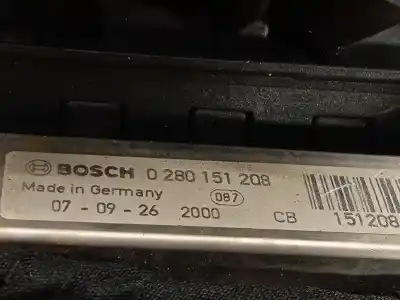 BOSCH 0 280 151 208
Made in Germany 087
07 - 09 - 26 2000 CB 151208